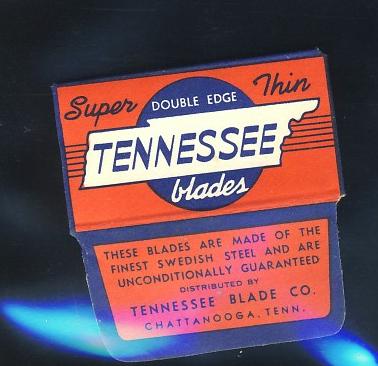 Super Thin
DOUBLE EDGE
TENNESSEE
blades
THESE BLADES ARE MADE OF THE
FINEST SWEDISH STEEL AND ARE
UNCONDITIONALLY GUARANTEED
DISTRIBUTED BY
TENNESSEE BLADE CO.
CHATTANOOGA, TENN.